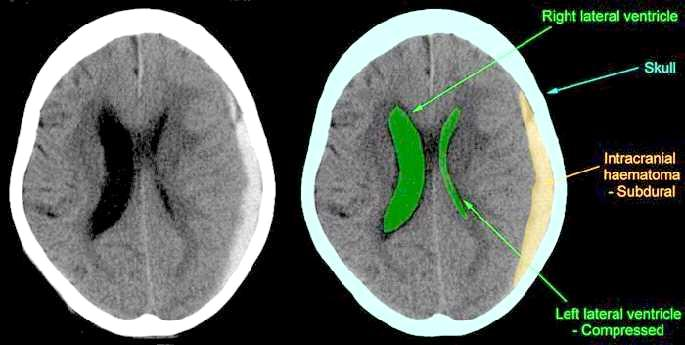 Right lateral ventricle
Skull
Intracranial
haematoma
- Subdural
Left lateral ventricle
- Compressed